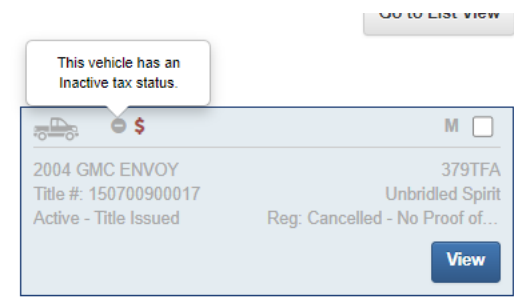 Go to List View
This vehicle has an
Inactive tax status.
$ M
2004 GMC ENVOY 379TFA
Title #: 150700900017 Unbridled Spirit
Active - Title Issued Reg: Cancelled - No Proof of...
View